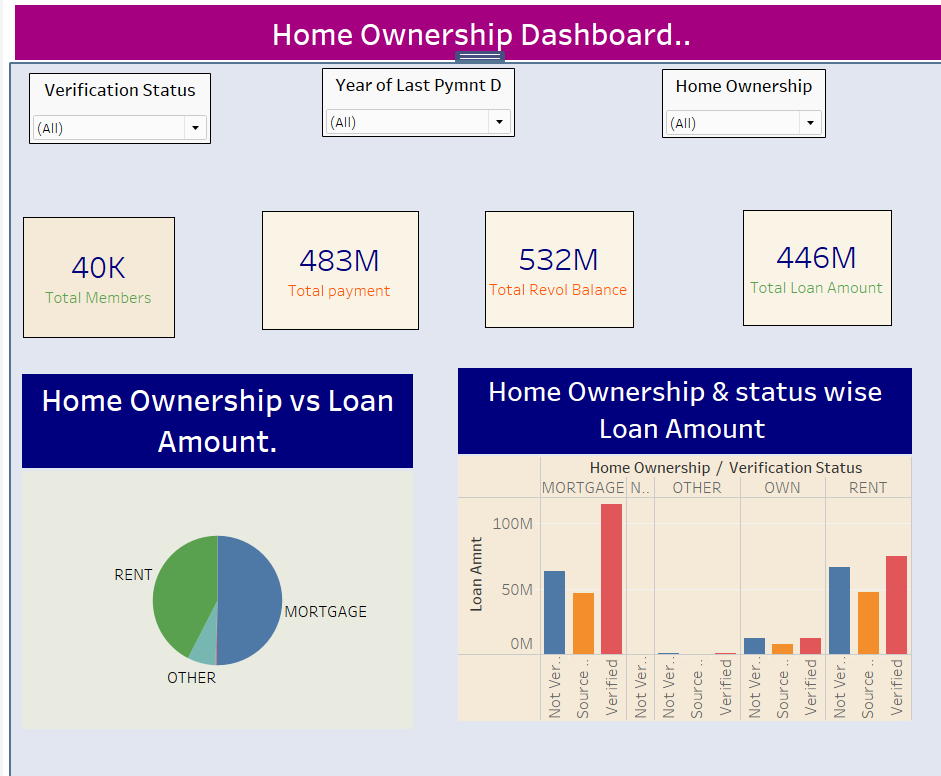 Home Ownership Dashboard..
Verification Status
(All)
Year of Last Pymnt D
(All)
Home Ownership
(All)
40K
Total Members
483M
Total payment
532M
Total Revol Balance
446M
Total Loan Amount
Home Ownership vs Loan
Amount.
RENT
MORTGAGE
OTHER
Home Ownership & status wise
Loan Amount
Home Ownership / Verification Status
MORTGAGE N.. OTHER OWN RENT
Loan Amnt
100M
50M
0M
Not Ver..
Source ..
Verified
Not Ver..
Not Ver..
Source ..
Verified
Not Ver..
Source ..
Verified
Not Ver..
Source ..
Verified